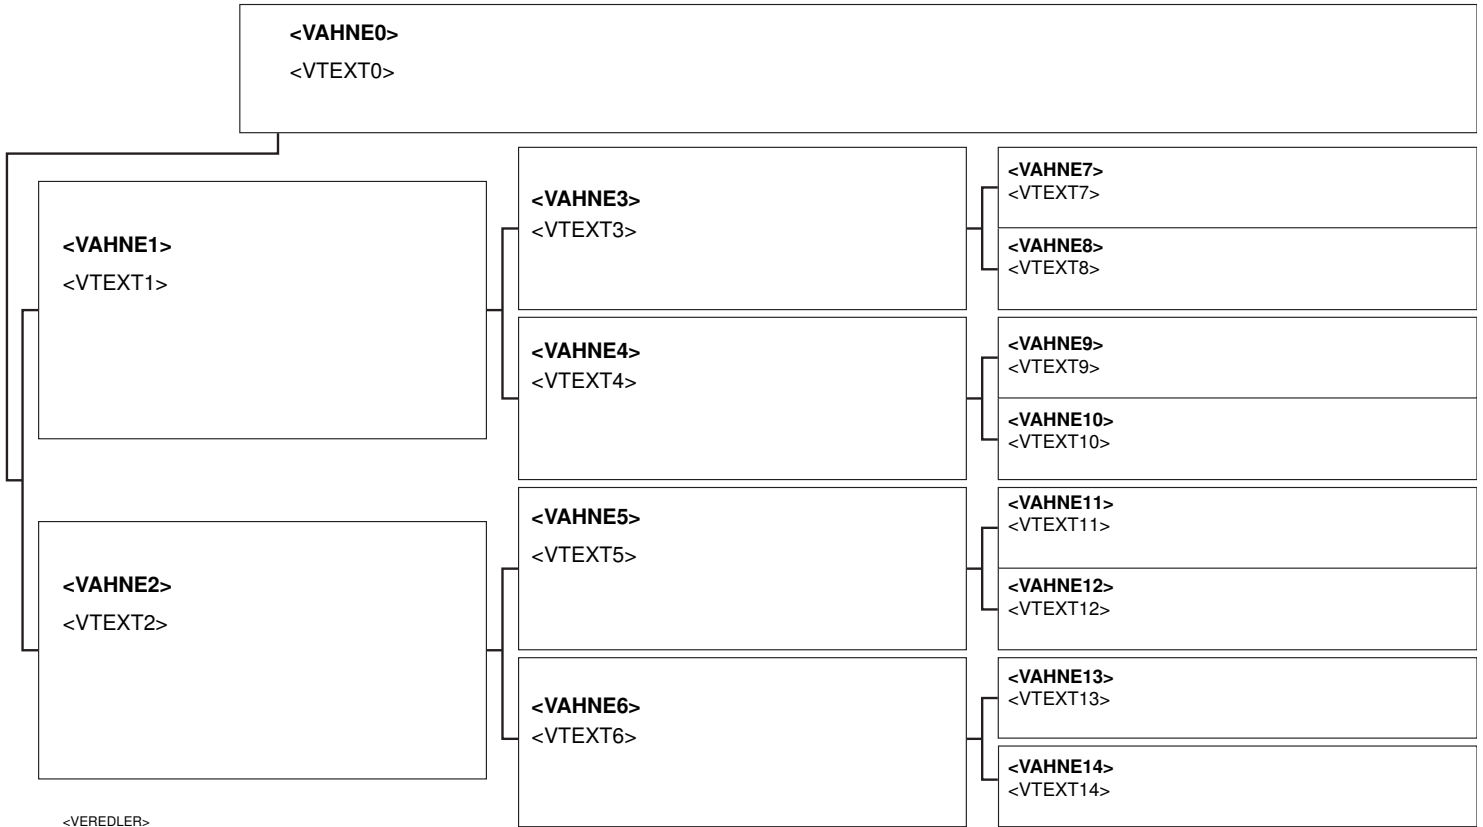 <VAHNE0>
<VTEXT0>
<VAHNE1>
<VTEXT1>
<VAHNE2>
<VTEXT2>
<VAHNE3>
<VTEXT3>
<VAHNE4>
<VTEXT4>
<VAHNE5>
<VTEXT5>
<VAHNE6>
<VTEXT6>
<VAHNE7>
<VTEXT7>
<VAHNE8>
<VTEXT8>
<VAHNE9>
<VTEXT9>
<VAHNE10>
<VTEXT10>
<VAHNE11>
<VTEXT11>
<VAHNE12>
<VTEXT12>
<VAHNE13>
<VTEXT13>
<VAHNE14>
<VTEXT14>
<VEREDLER>